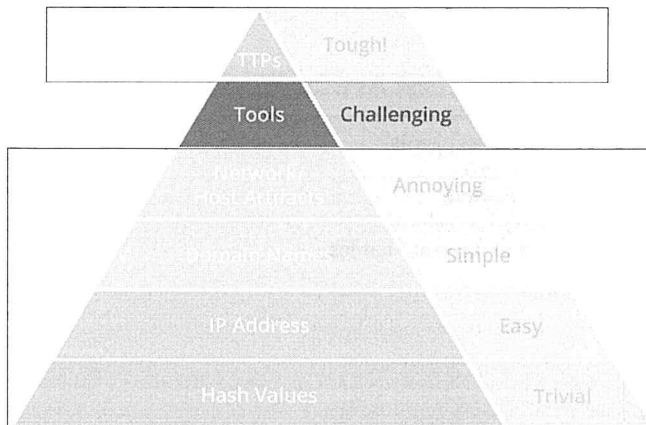 TTPs
Tough!
Tools
Challenging
Network/
Host Artifacts
Annoying
Domain Names
Simple
IP Address
Easy
Hash Values
Trivial